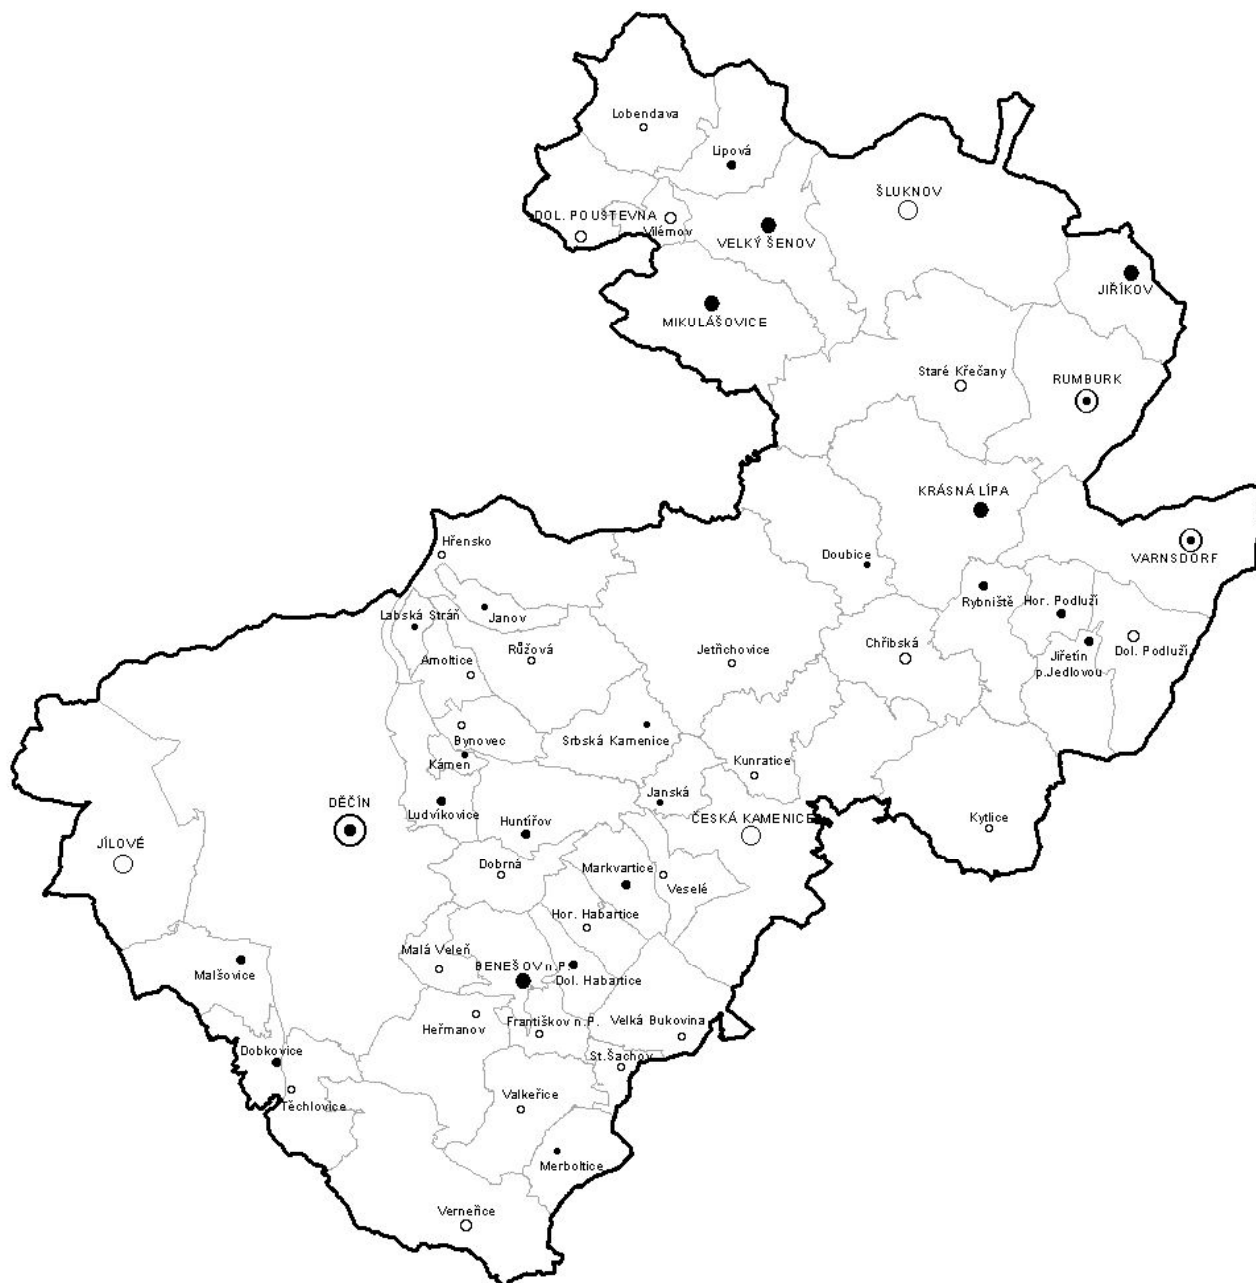 Lobendava
Lipová
ŠLUKNOV
DOL. POUŠTEVNA
Vilémov
VELKÝ ŠENOV
JIŘÍKOV
MIKULÁŠOVICE
Staré Křečany
RUMBURK
KRÁSNÁ LÍPA
Hřensko
Doubice
VARNSDORF
Labská Stráň
Janov
Rybniště
Hor. Podluží
Růžová
Arnoltice
Jetřichovice
Chřibská
Jiřetín
p.Jedlovou
Dol. Podluží
Bynovec
Srbská Kamenice
Kámen
Kunratice
Janská
DĚČÍN
Ludvíkovice
Huntířov
ČESKÁ KAMENICE
Kytlice
JÍLOVÉ
Dobrná
Markvartice
Veselé
Hor. Habartice
Malá Veleň
BENEŠOV n.P.
Malšovice
Dol. Habartice
Heřmanov
Františkov n.P.
Velká Bukovina
Dobkovice
St.Šachov
Těchlovice
Valkeřice
Merboltice
Verneřice